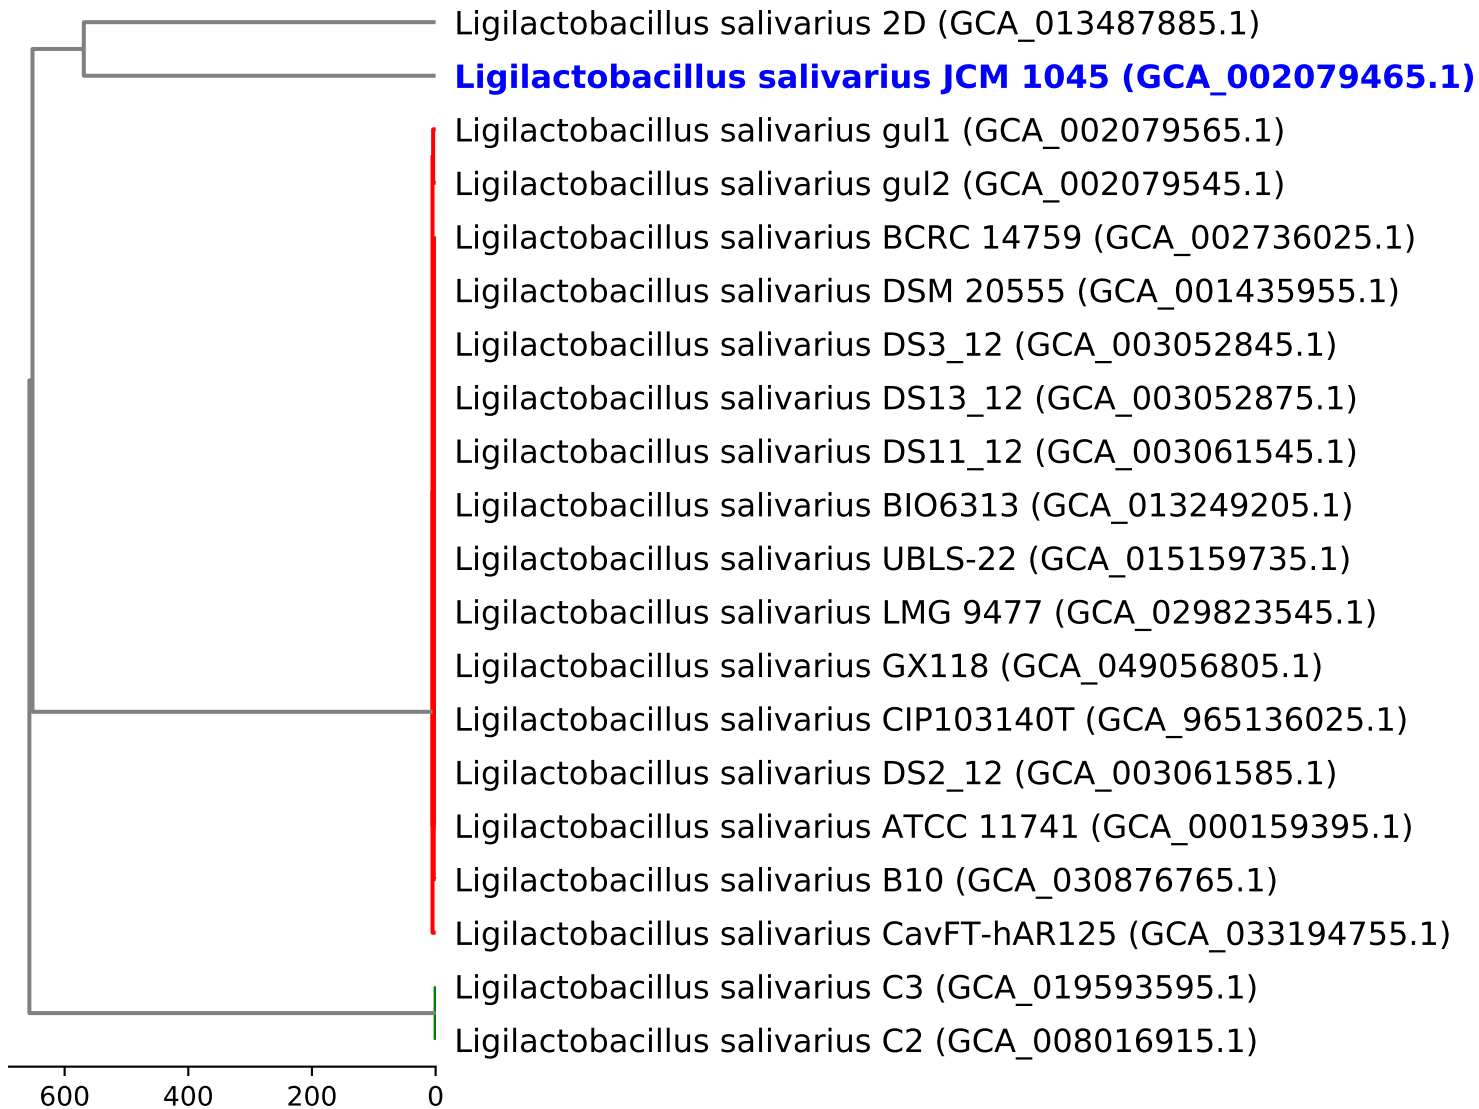 Ligilactobacillus salivarius 2D (GCA_013487885.1)
Ligilactobacillus salivarius JCM 1045 (GCA_002079465.1)
Ligilactobacillus salivarius gul1 (GCA_002079565.1)
Ligilactobacillus salivarius gul2 (GCA_002079545.1)
Ligilactobacillus salivarius BCRC 14759 (GCA_002736025.1)
Ligilactobacillus salivarius DSM 20555 (GCA_001435955.1)
Ligilactobacillus salivarius DS3_12 (GCA_003052845.1)
Ligilactobacillus salivarius DS13_12 (GCA_003052875.1)
Ligilactobacillus salivarius DS11_12 (GCA_003061545.1)
Ligilactobacillus salivarius BIO6313 (GCA_013249205.1)
Ligilactobacillus salivarius UBLS-22 (GCA_015159735.1)
Ligilactobacillus salivarius LMG 9477 (GCA_029823545.1)
Ligilactobacillus salivarius GX118 (GCA_049056805.1)
Ligilactobacillus salivarius CIP103140T (GCA_965136025.1)
Ligilactobacillus salivarius DS2_12 (GCA_003061585.1)
Ligilactobacillus salivarius ATCC 11741 (GCA_000159395.1)
Ligilactobacillus salivarius B10 (GCA_030876765.1)
Ligilactobacillus salivarius CavFT-hAR125 (GCA_033194755.1)
Ligilactobacillus salivarius C3 (GCA_019593595.1)
Ligilactobacillus salivarius C2 (GCA_008016915.1)
600 400 200 0